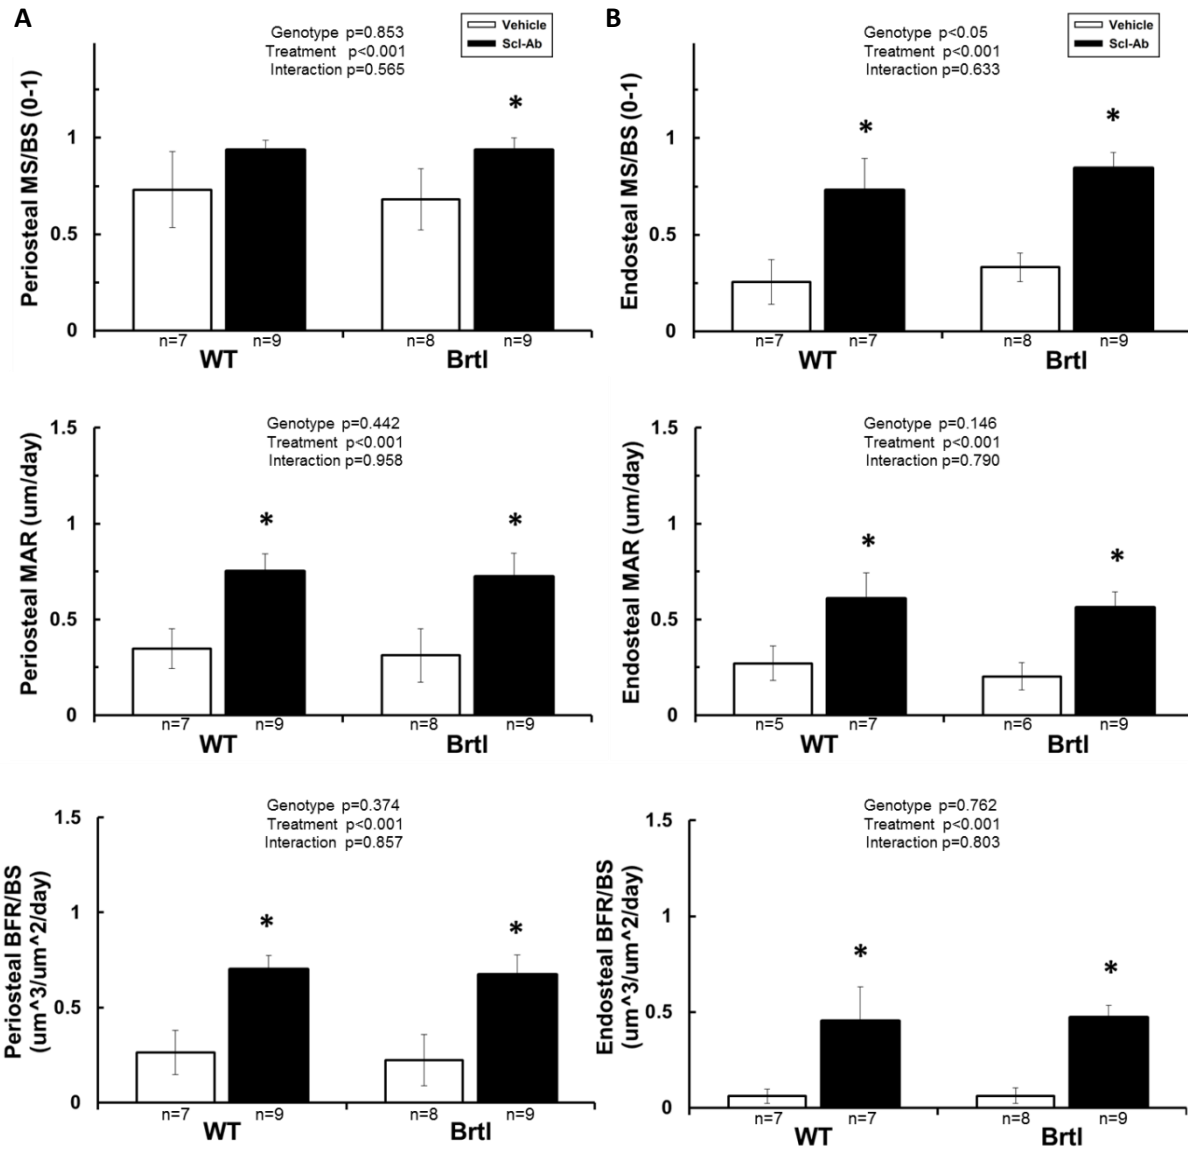 A
Genotype p=0.853
Treatment p<0.001
Interaction p=0.565
Vehicle
Scl-Ab
Periosteal MS/BS (0-1)
1
0.5
0
n=7
n=9
n=8
n=9
WT
Brtl
B
Genotype p<0.05
Treatment p<0.001
Interaction p=0.633
Vehicle
Scl-Ab
Endosteal MS/BS (0-1)
1
0.5
0
*
*
*
n=7
n=7
n=8
n=9
WT
Brtl
Genotype p=0.442
Treatment p<0.001
Interaction p=0.958
Periosteal MAR (um/day)
1.5
1
0.5
0
*
*
n=7
n=9
n=8
n=9
WT
Brtl
Genotype p=0.146
Treatment p<0.001
Interaction p=0.790
Endosteal MAR (um/day)
1.5
1
0.5
0
*
*
n=5
n=7
n=6
n=9
WT
Brtl
Genotype p=0.374
Treatment p<0.001
Interaction p=0.857
Periosteal BFR/BS
(um^3/um^2/day)
1.5
1
0.5
0
*
*
n=7
n=9
n=8
n=9
WT
Brtl
Genotype p=0.762
Treatment p<0.001
Interaction p=0.803
Endosteal BFR/BS
(um^3/um^2/day)
1.5
1
0.5
0
*
*
n=7
n=7
n=8
n=9
WT
Brtl